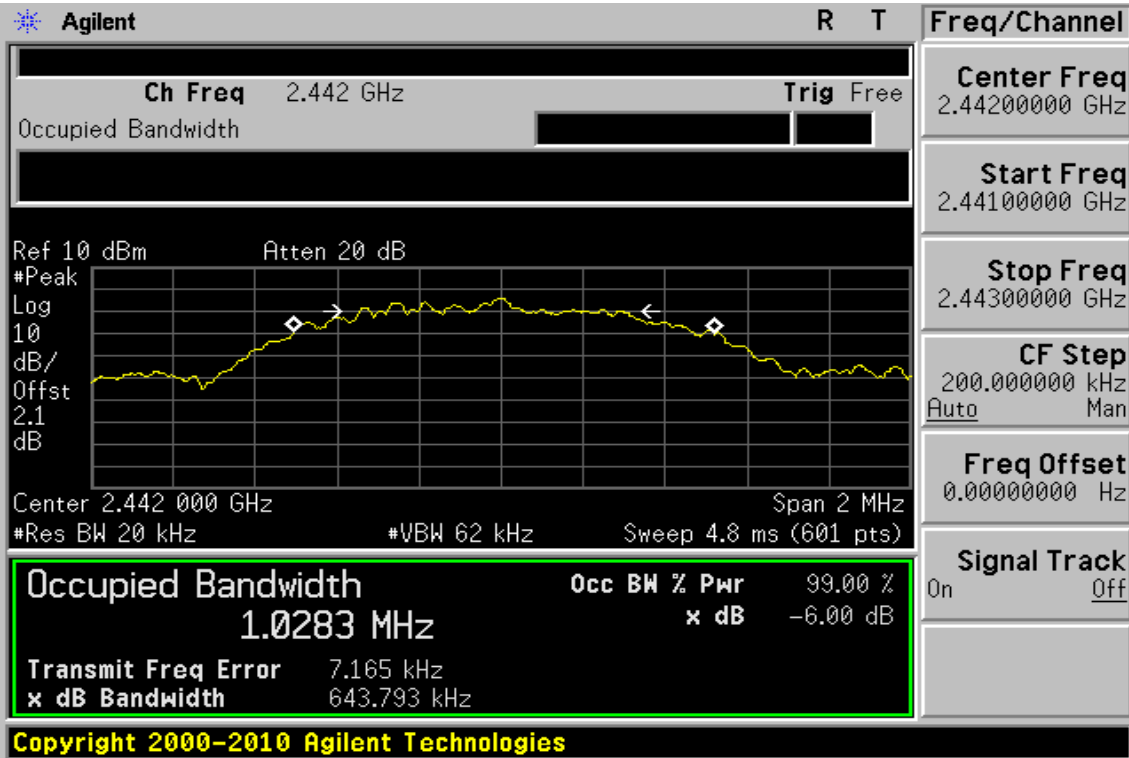 Agilent R T
Freq/Channel
Ch Freq 2.442 GHz Trig Free
Occupied Bandwidth
Center Freq
2.44200000 GHz
Start Freq
2.44100000 GHz
Stop Freq
2.44300000 GHz
CF Step
200.000000 kHz
Auto Man
Freq Offset
0.00000000 Hz
Signal Track
On Off
Ref 10 dBm Atten 20 dB
#Peak
Log
10
dB/
Offst
2.1
dB
Center 2.442 000 GHz Span 2 MHz
#Res BW 20 kHz #VBW 62 kHz Sweep 4.8 ms (601 pts)
Occupied Bandwidth
1.0283 MHz
Occ BW % Pwr 99.00 %
x dB -6.00 dB
Transmit Freq Error 7.165 kHz
x dB Bandwidth 643.793 kHz
Copyright 2000-2010 Agilent Technologies